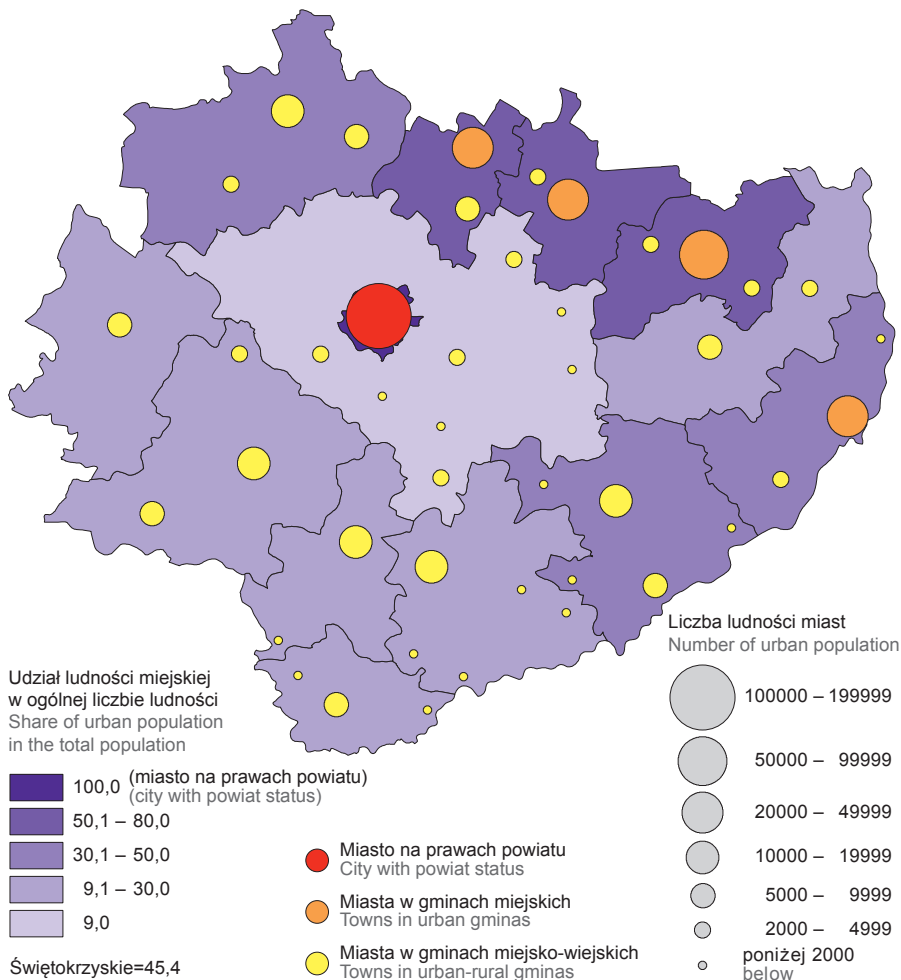 Liczba ludności miast
Number of urban population
100000 – 199999
50000 – 99999
20000 – 49999
10000 – 19999
5000 – 9999
2000 – 4999
poniżej 2000
below
Udział ludności miejskiej
w ogólnej liczbie ludności
Share of urban population
in the total population
100,0 (miasto na prawach powiatu)
(city with powiat status)
50,1 – 80,0
30,1 – 50,0
9,1 – 30,0
9,0
Świętokrzyskie=45,4
Miasto na prawach powiatu
City with powiat status
Miasta w gminach miejskich
Towns in urban gminas
Miasta w gminach miejsko-wiejskich
Towns in urban-rural gminas